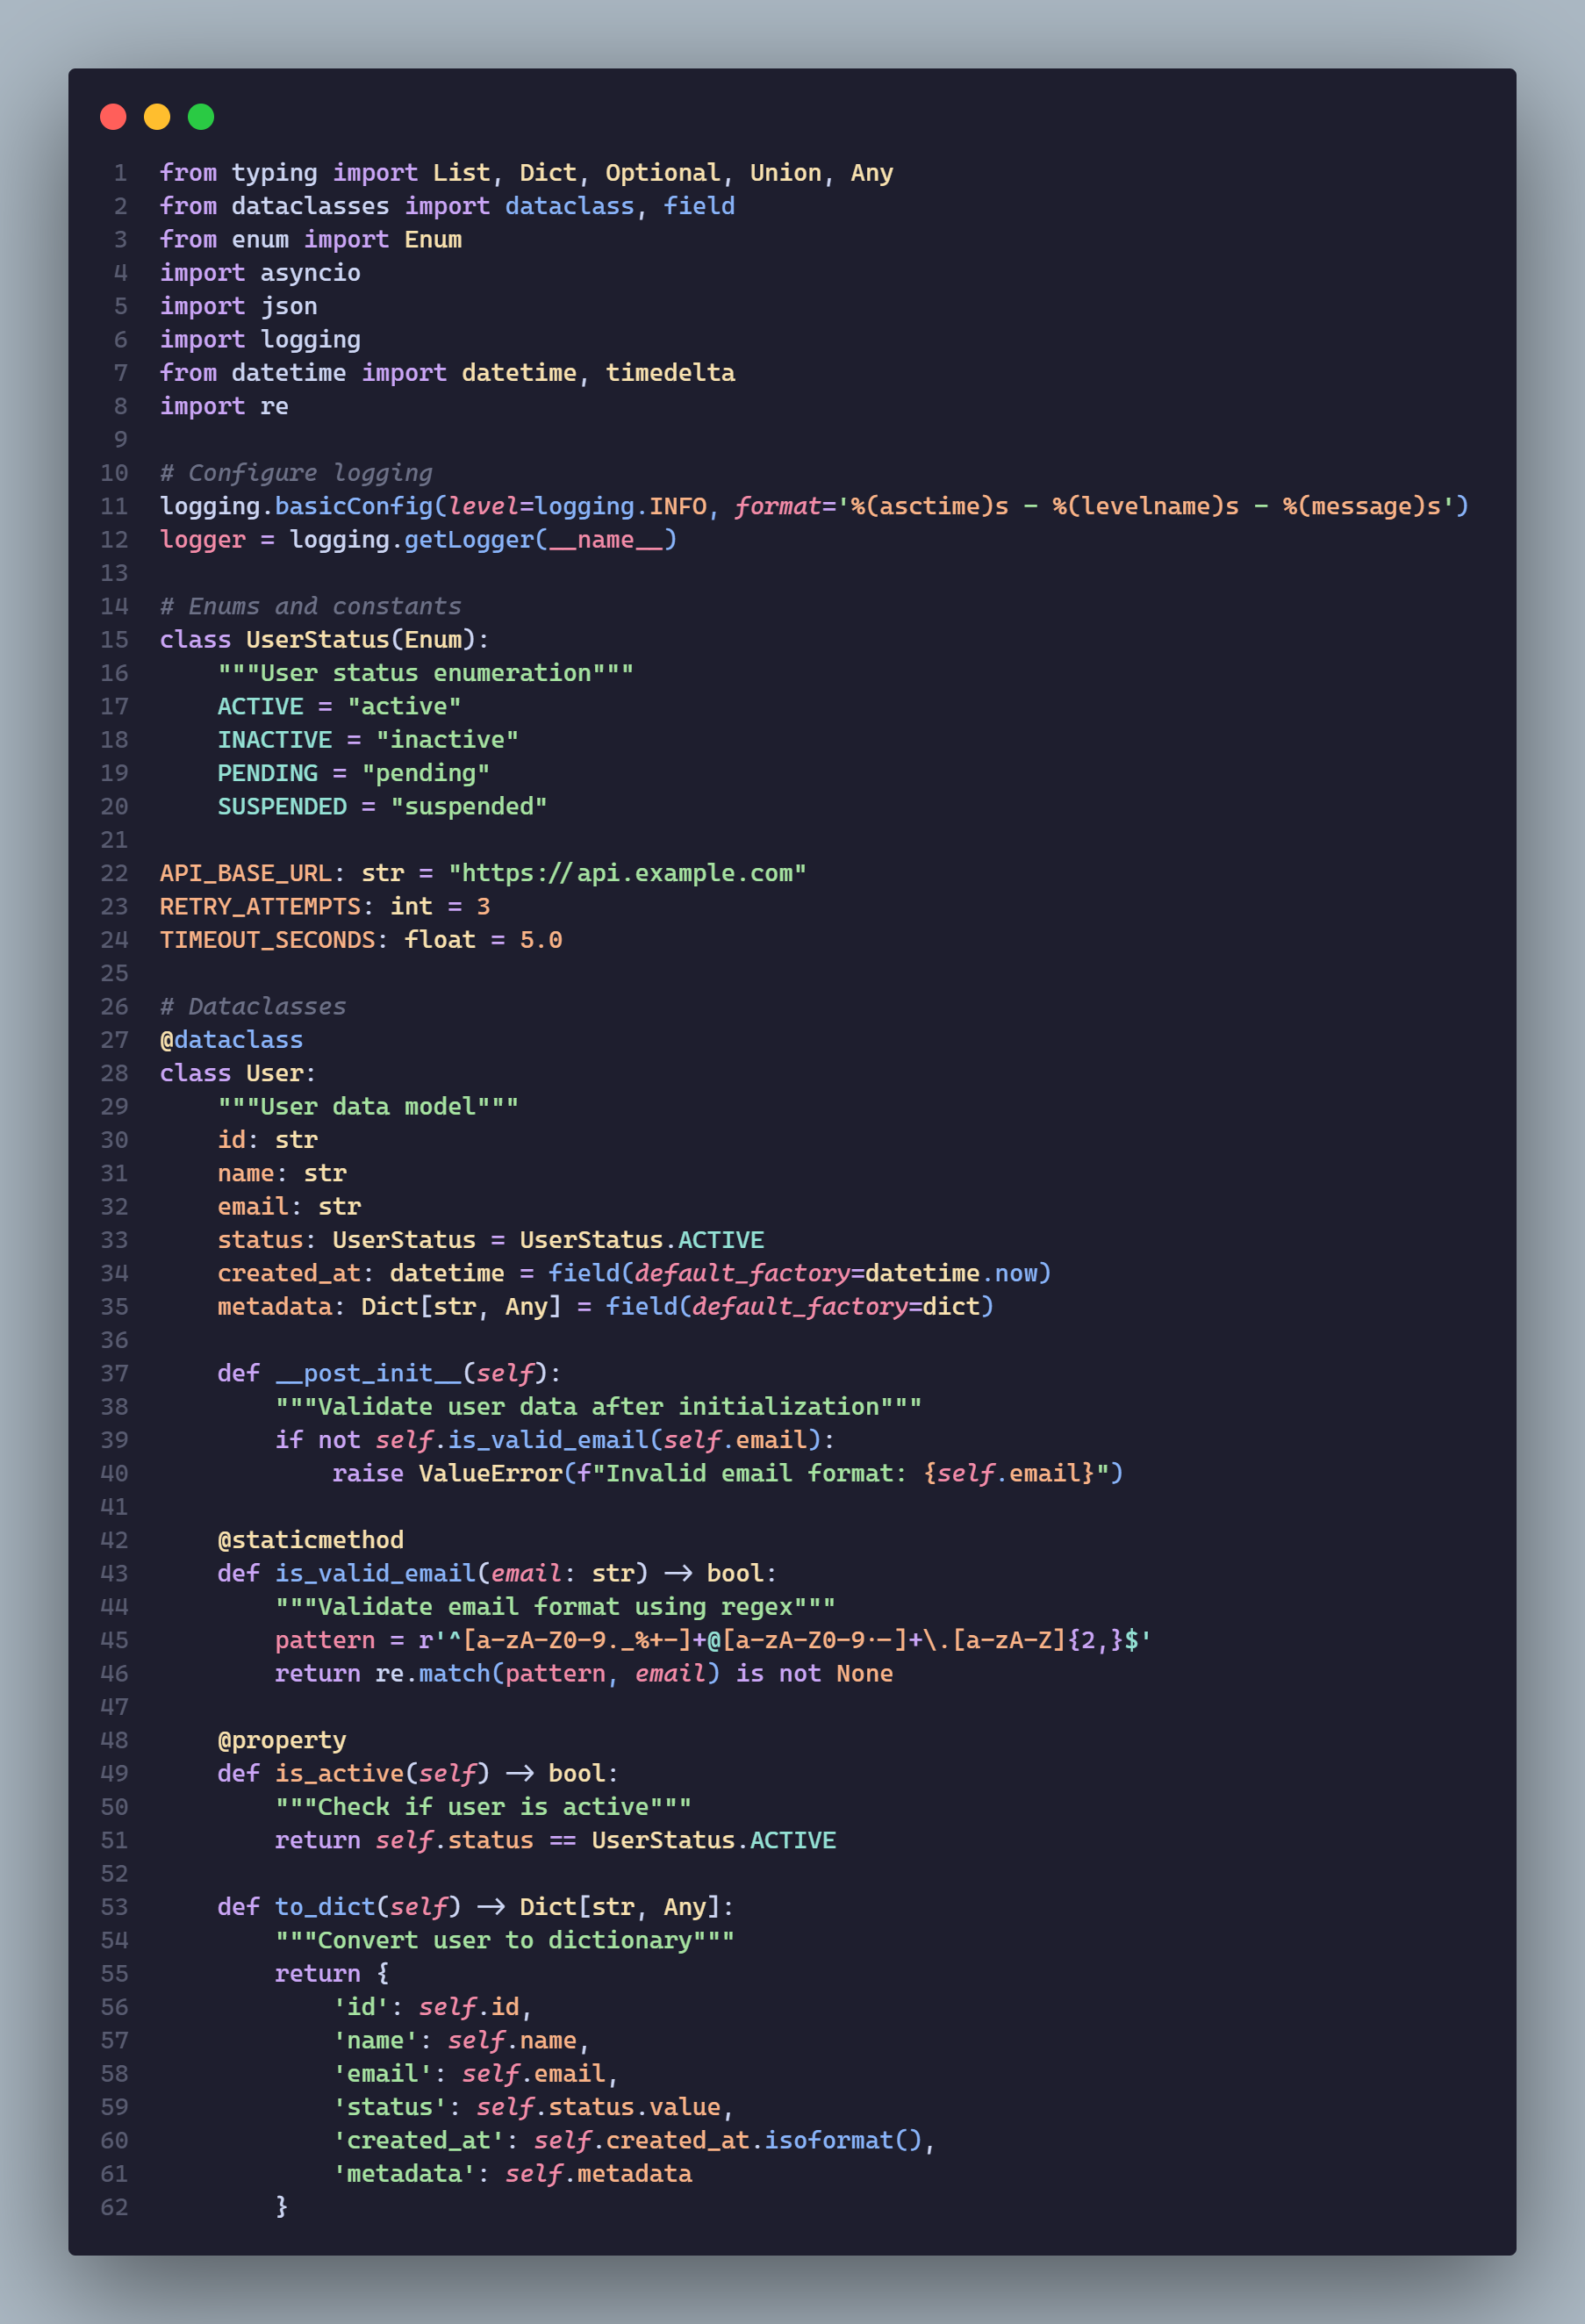 1 from typing import List, Dict, Optional, Union, Any
2 from dataclasses import dataclass, field
3 from enum import Enum
4 import asyncio
5 import json
6 import logging
7 from datetime import datetime, timedelta
8 import re
9
10 # Configure logging
11 logging.basicConfig(level=logging.INFO, format='%(asctime)s - %(levelname)s - %(message)s')
12 logger = logging.getLogger(__name__)
13
14 # Enums and constants
15 class UserStatus(Enum):
16     """User status enumeration"""
17     ACTIVE = "active"
18     INACTIVE = "inactive"
19     PENDING = "pending"
20     SUSPENDED = "suspended"
21
22 API_BASE_URL: str = "https://api.example.com"
23 RETRY_ATTEMPTS: int = 3
24 TIMEOUT_SECONDS: float = 5.0
25
26 # Dataclasses
27 @dataclass
28 class User:
29     """User data model"""
30     id: str
31     name: str
32     email: str
33     status: UserStatus = UserStatus.ACTIVE
34     created_at: datetime = field(default_factory=datetime.now)
35     metadata: Dict[str, Any] = field(default_factory=dict)
36
37     def __post_init__(self):
38         """Validate user data after initialization"""
39         if not self.is_valid_email(self.email):
40             raise ValueError(f"Invalid email format: {self.email}")
41
42     @staticmethod
43     def is_valid_email(email: str) -> bool:
44         """Validate email format using regex"""
45         pattern = r'^[a-zA-Z0-9._%+-]+@[a-zA-Z0-9.-]+\.[a-zA-Z]{2,}$'
46         return re.match(pattern, email) is not None
47
48     @property
49     def is_active(self) -> bool:
50         """Check if user is active"""
51         return self.status == UserStatus.ACTIVE
52
53     def to_dict(self) -> Dict[str, Any]:
54         """Convert user to dictionary"""
55         return {
56             'id': self.id,
57             'name': self.name,
58             'email': self.email,
59             'status': self.status.value,
60             'created_at': self.created_at.isoformat(),
61             'metadata': self.metadata
62         }